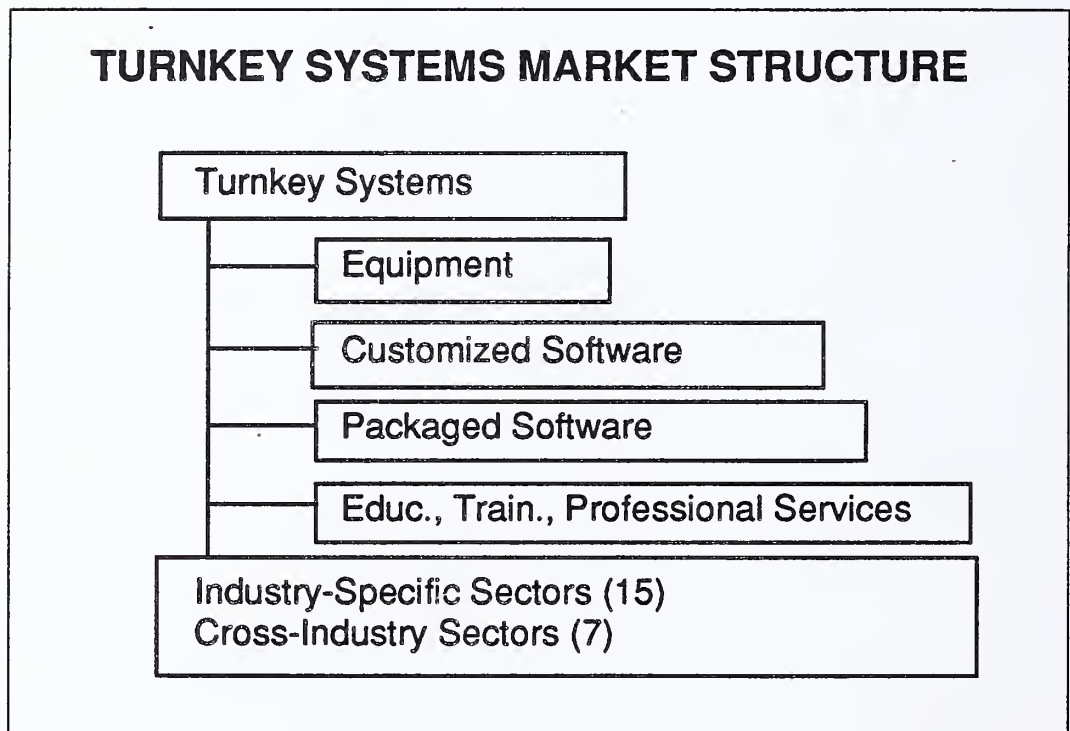 TURNKEY SYSTEMS MARKET STRUCTURE
Turnkey Systems
Equipment
Customized Software
Packaged Software
Educ., Train., Professional Services
Industry-Specific Sectors (15)
Cross-Industry Sectors (7)